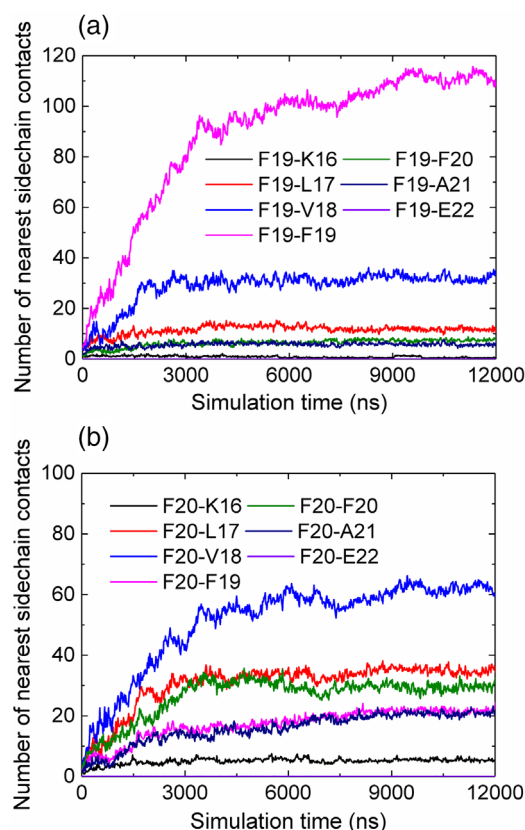 (a)
Number of nearest sidechain contacts
120
100
80
60
40
20
0
F19-K16 F19-F20
F19-L17 F19-A21
F19-V18 F19-E22
F19-F19
0 3000 6000 9000 12000
Simulation time (ns)
(b)
Number of nearest sidechain contacts
100
80
60
40
20
0
F20-K16 F20-F20
F20-L17 F20-A21
F20-V18 F20-E22
F20-F19
0 3000 6000 9000 12000
Simulation time (ns)